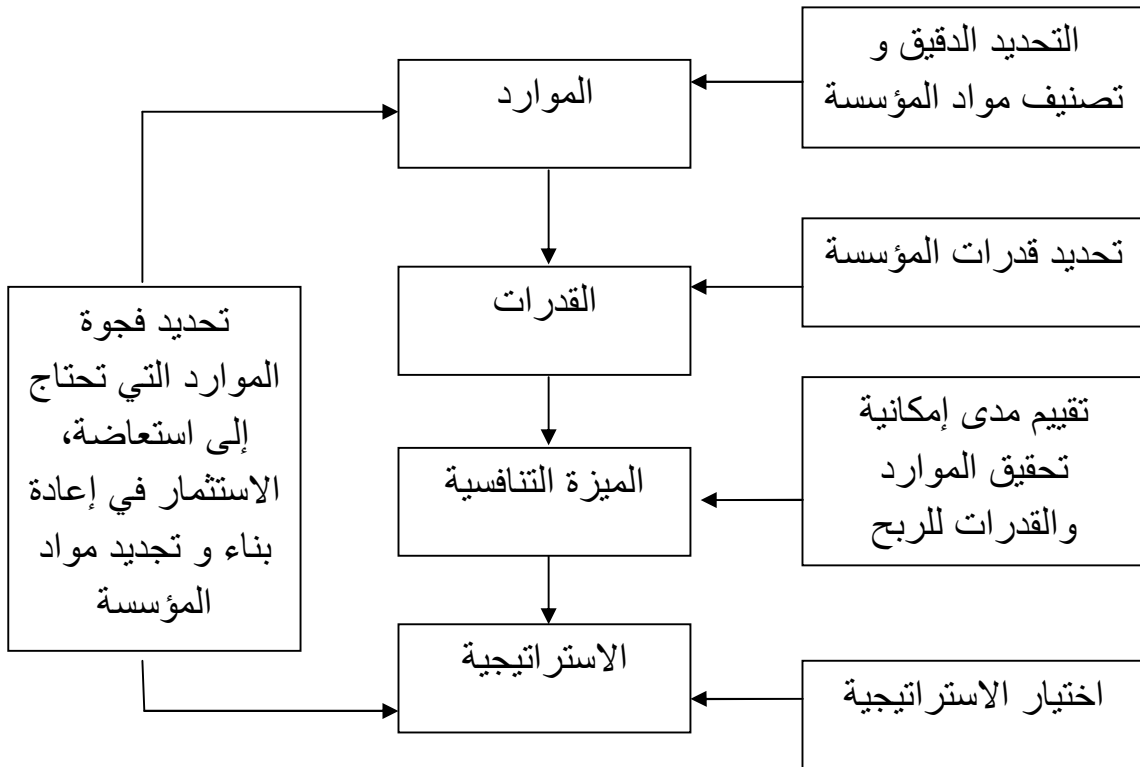 التحديد الدقيق و
تصنيف مواد المؤسسة
الموارد
تحديد قدرات المؤسسة
القدرات
تحديد فجوة
الموارد التي تحتاج
إلى استعاضة،
الاستثمار في إعادة
بناء و تجديد مواد
المؤسسة
تقييم مدى إمكانية
تحقيق الموارد
والقدرات للربح
الميزة التنافسية
الاستراتيجية
اختيار الاستراتيجية